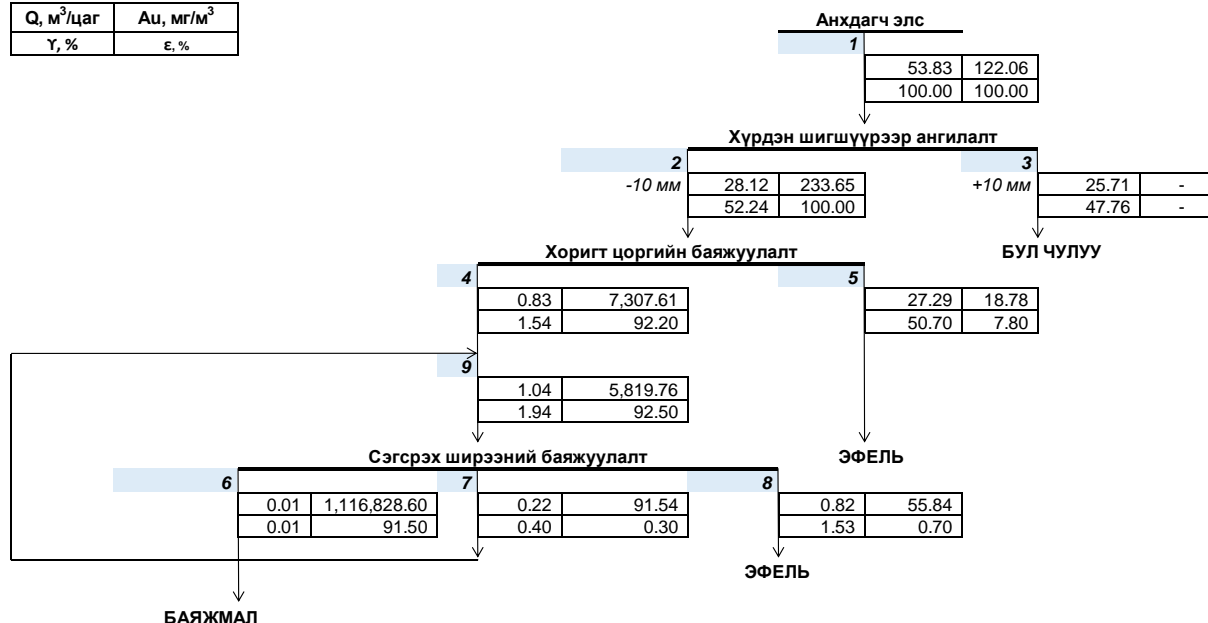 Q, м³/цаг Au, мг/м³
ϒ, % ε, %
Анхдагч элс
1
53.83 122.06
100.00 100.00
Хүрдэн шигшүүрээр ангилалт
2 3
-10 мм 28.12 233.65 +10 мм 25.71 -
52.24 100.00 47.76 -
Хоригт цоргийн баяжуулалт БУЛ ЧУЛУУ
4 5
0.83 7,307.61 27.29 18.78
1.54 92.20 50.70 7.80
9
1.04 5,819.76
1.94 92.50
Сэгсрэх ширээний баяжуулалт ЭФЕЛЬ
6 7 8
0.01 1,116,828.60 0.22 91.54 0.82 55.84
0.01 91.50 0.40 0.30 1.53 0.70
ЭФЕЛЬ
БАЯЖМАЛ